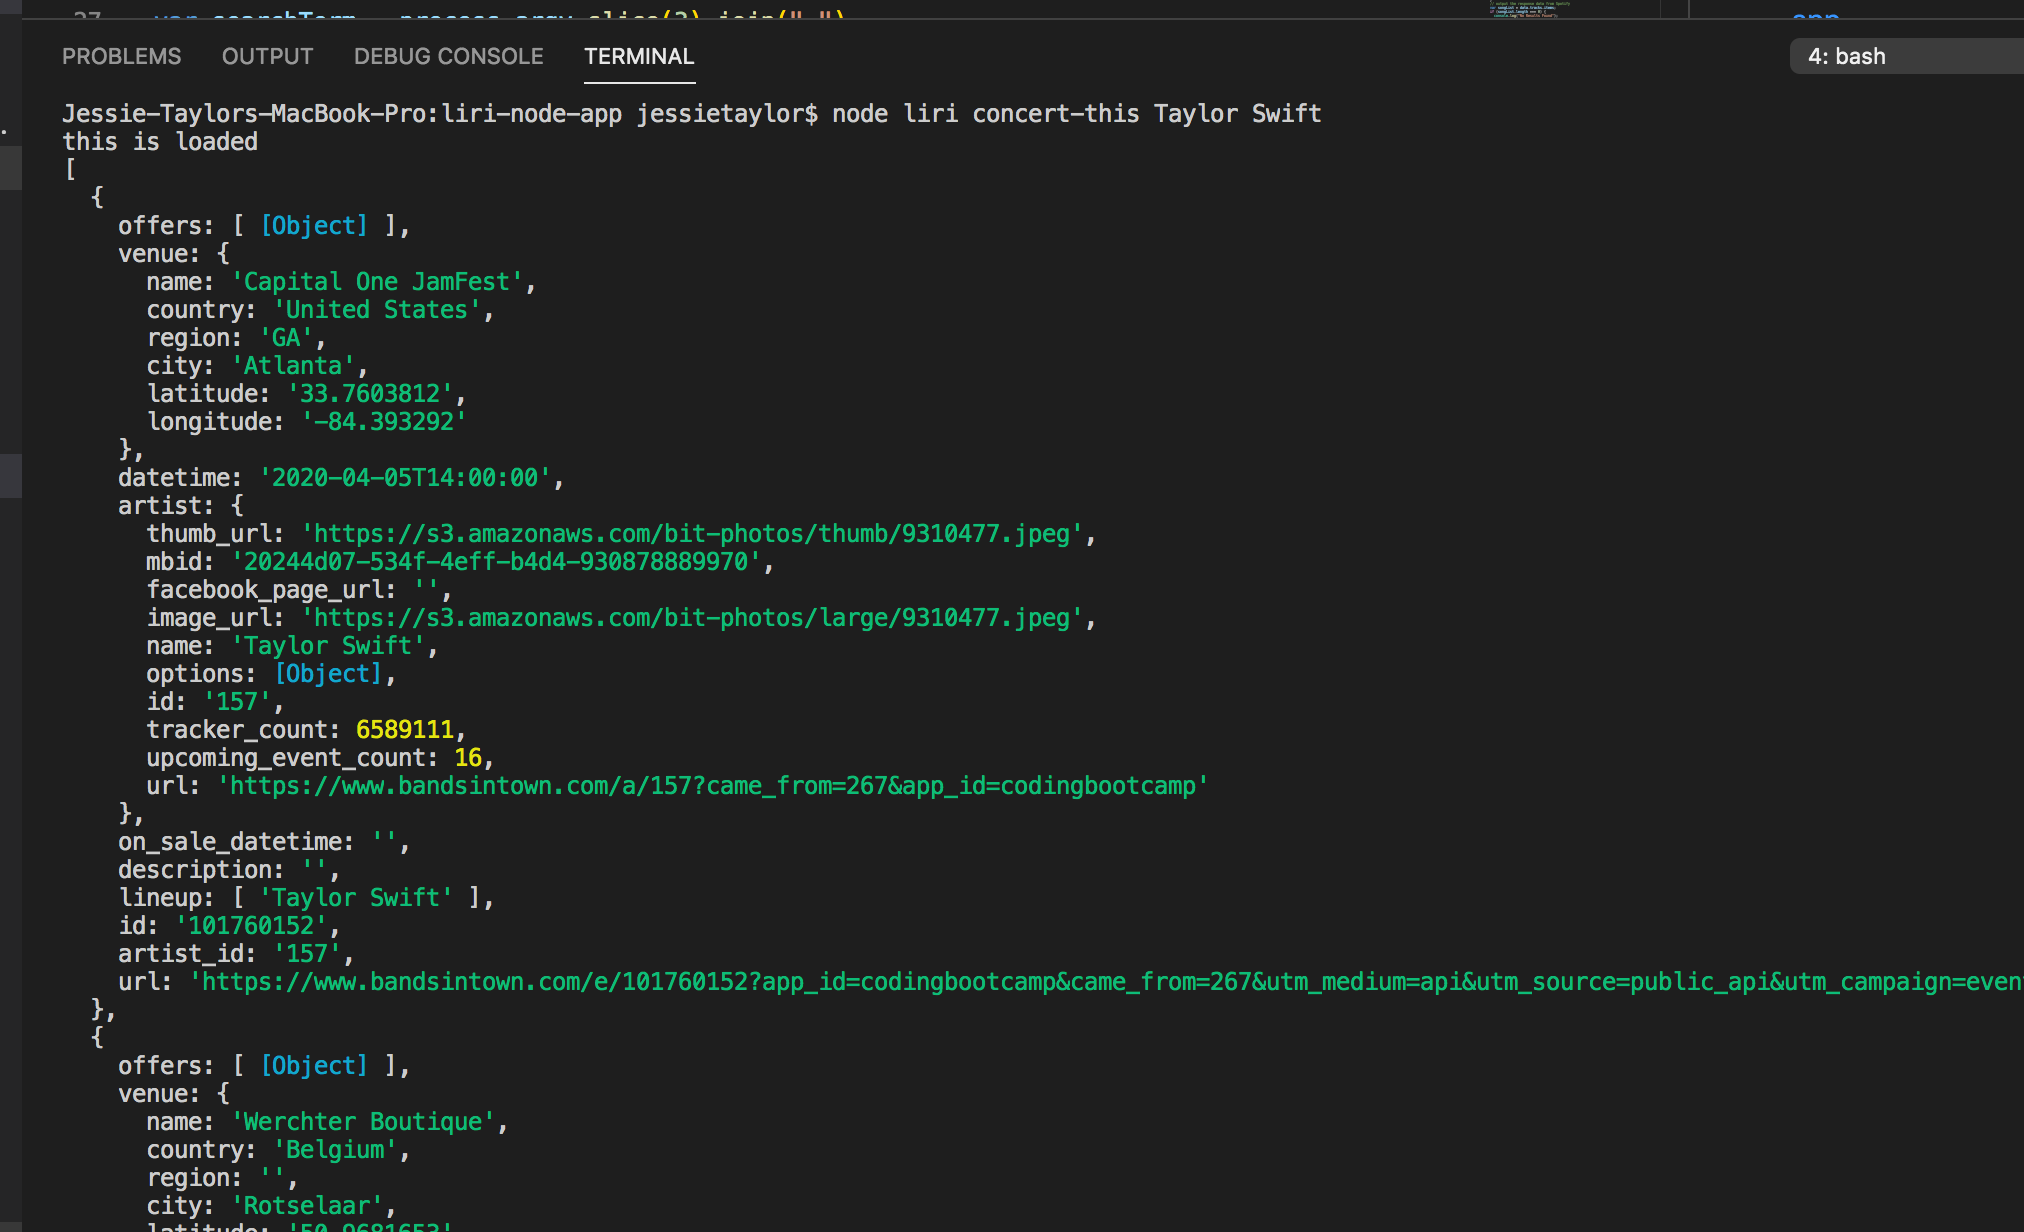 PROBLEMS OUTPUT DEBUG CONSOLE TERMINAL 4: bash
Jessie-Taylors-MacBook-Pro:liri-node-app jessietaylor$ node liri concert-this Taylor Swift
this is loaded
[
{
offers: [ [Object] ],
venue: {
name: 'Capital One JamFest',
country: 'United States',
region: 'GA',
city: 'Atlanta',
latitude: '33.7603812',
longitude: '-84.393292'
},
datetime: '2020-04-05T14:00:00',
artist: {
thumb_url: 'https://s3.amazonaws.com/bit-photos/thumb/9310477.jpeg',
mbid: '20244d07-534f-4eff-b4d4-930878889970',
facebook_page_url: '',
image_url: 'https://s3.amazonaws.com/bit-photos/large/9310477.jpeg',
name: 'Taylor Swift',
options: [Object],
id: '157',
tracker_count: 6589111,
upcoming_event_count: 16,
url: 'https://www.bandsintown.com/a/157?came_from=267&app_id=codingbootcamp'
},
on_sale_datetime: '',
description: '',
lineup: [ 'Taylor Swift' ],
id: '101760152',
artist_id: '157',
url: 'https://www.bandsintown.com/e/101760152?app_id=codingbootcamp&came_from=267&utm_medium=api&utm_source=public_api&utm_campaign=even
},
{
offers: [ [Object] ],
venue: {
name: 'Werchter Boutique',
country: 'Belgium',
region: '',
city: 'Rotselaar',
latitude: '50.9681653'